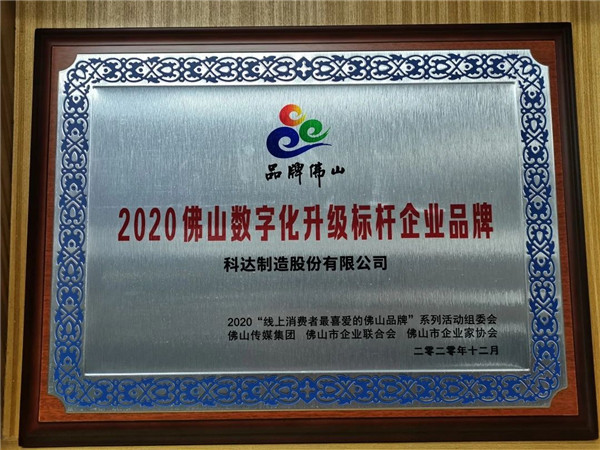 品牌佛山
2020佛山数字化升级标杆企业品牌
科达制造股份有限公司
2020“线上消费者最喜爱的佛山品牌”系列活动组委会
佛山传媒集团 佛山市企业联合会 佛山市企业家协会
二零二零年十二月